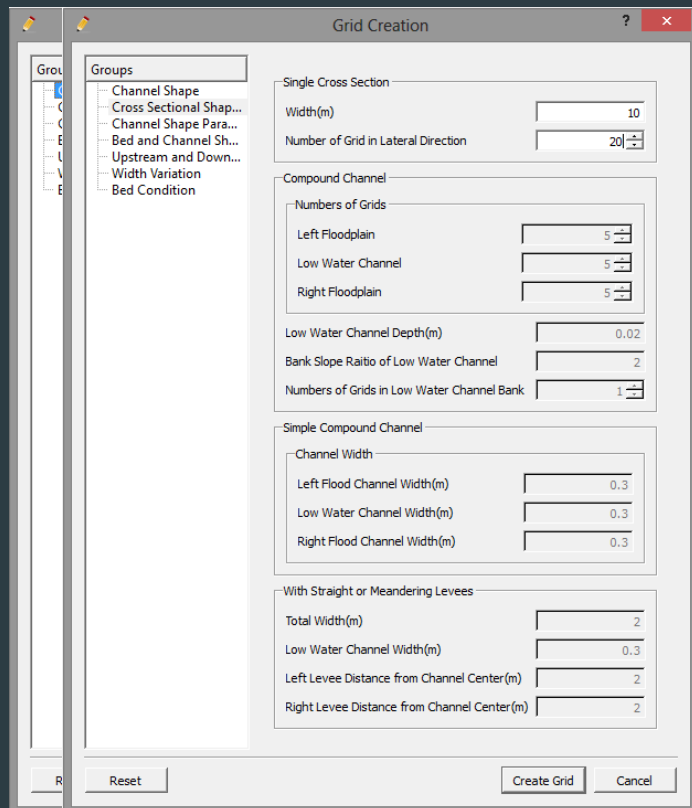 Grid Creation
?
Grou
Groups
Channel Shape
Cross Sectional Shap...
Channel Shape Para...
Bed and Channel Sh...
Upstream and Down...
Width Variation
Bed Condition
Single Cross Section
Width(m) 10
Number of Grid in Lateral Direction 20
Compound Channel
Numbers of Grids
Left Floodplain 5
Low Water Channel 5
Right Floodplain 5
Low Water Channel Depth(m) 0.02
Bank Slope Raitio of Low Water Channel 2
Numbers of Grids in Low Water Channel Bank 1
Simple Compound Channel
Channel Width
Left Flood Channel Width(m) 0.3
Low Water Channel Width(m) 0.3
Right Flood Channel Width(m) 0.3
With Straight or Meandering Levees
Total Width(m) 2
Low Water Channel Width(m) 0.3
Left Levee Distance from Channel Center(m) 2
Right Levee Distance from Channel Center(m) 2
R
Reset
Create Grid
Cancel